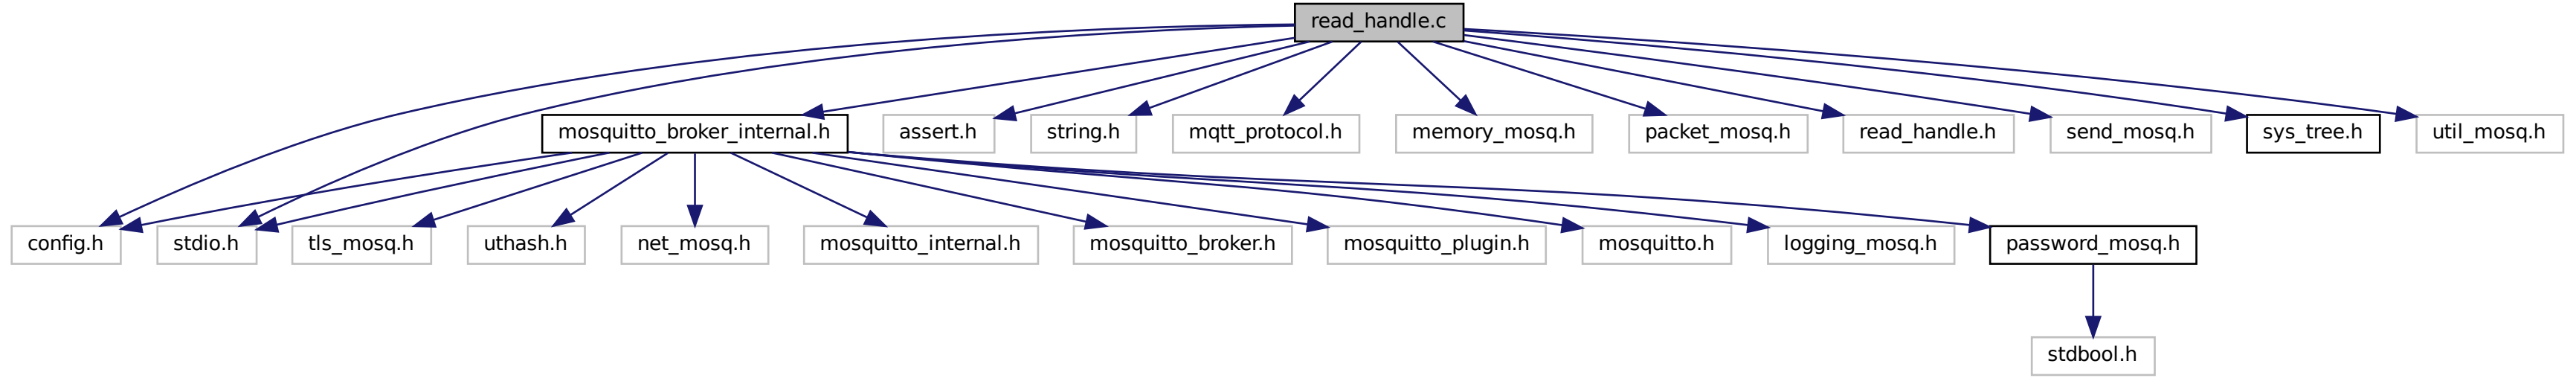 read_handle.c
mosquitto_broker_internal.h
assert.h
string.h
mqtt_protocol.h
memory_mosq.h
packet_mosq.h
read_handle.h
send_mosq.h
sys_tree.h
util_mosq.h
config.h
stdio.h
tls_mosq.h
uthash.h
net_mosq.h
mosquitto_internal.h
mosquitto_broker.h
mosquitto_plugin.h
mosquitto.h
logging_mosq.h
password_mosq.h
stdbool.h